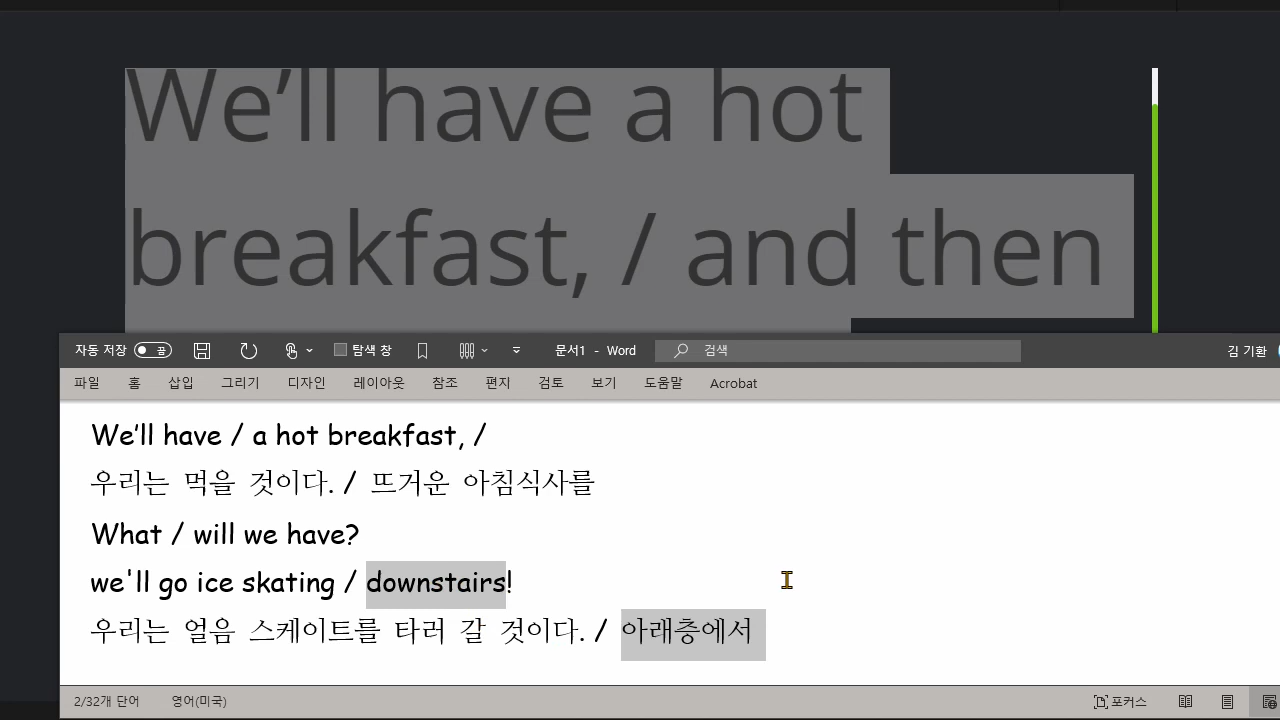 We’ll have a hot
breakfast, / and then
자동 저장 끔 탐색 창 문서1 - Word 검색 김 기환
파일 홈 삽입 그리기 디자인 레이아웃 참조 편지 검토 보기 도움말 Acrobat
We’ll have / a hot breakfast, /
우리는 먹을 것이다. / 뜨거운 아침식사를
What / will we have?
we'll go ice skating / downstairs!
우리는 얼음 스케이트를 타러 갈 것이다. / 아래층에서
2/32개 단어 영어(미국) 포커스